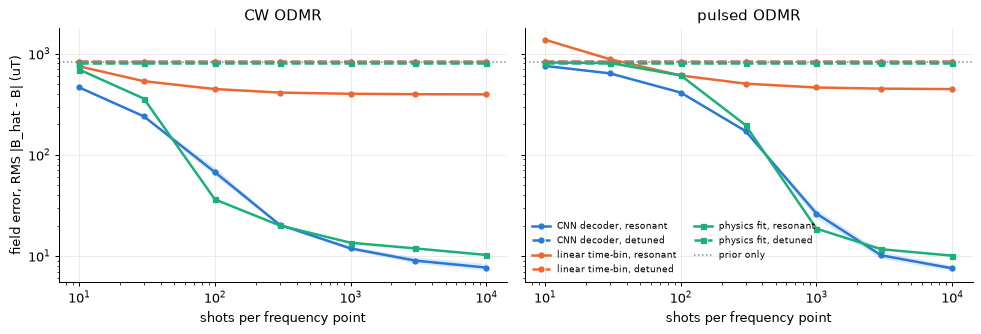 CW ODMR
pulsed ODMR
field error, RMS |B_hat - B| (uT)
10³
10²
10¹
CNN decoder, resonant
CNN decoder, detuned
linear time-bin, resonant
linear time-bin, detuned
physics fit, resonant
physics fit, detuned
prior only
10¹ 10² 10³ 10⁴
10¹ 10² 10³ 10⁴
shots per frequency point
shots per frequency point